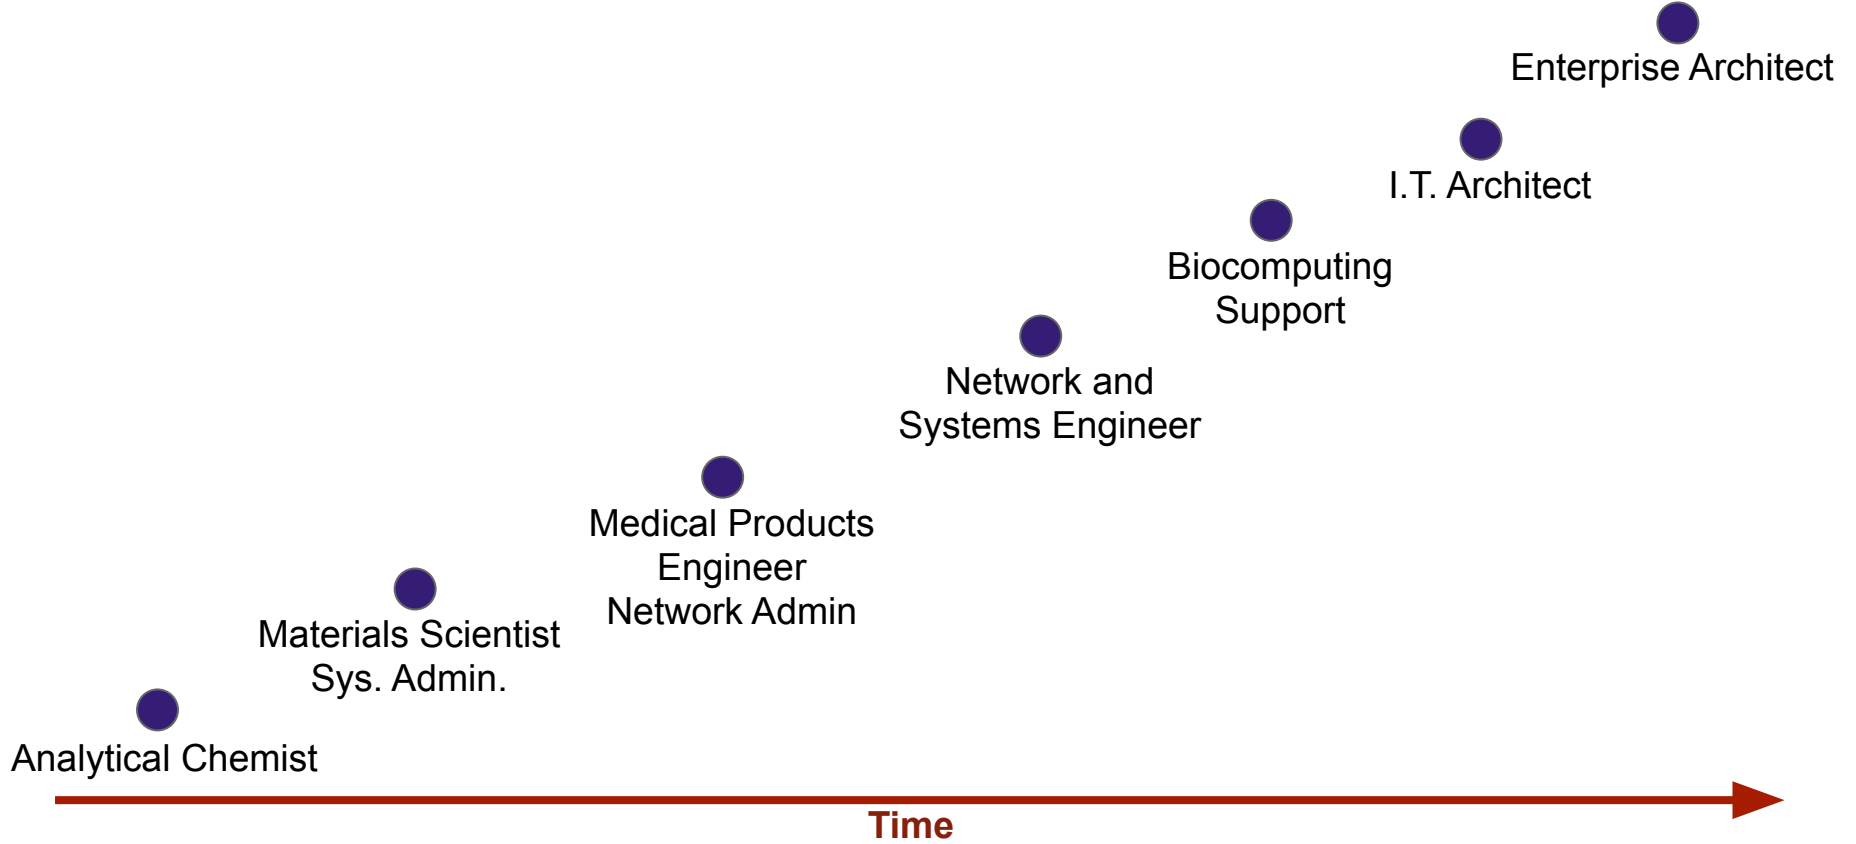 Enterprise Architect
I.T. Architect
Biocomputing
Support
Network and
Systems Engineer
Medical Products
Engineer
Network Admin
Materials Scientist
Sys. Admin.
Analytical Chemist
Time